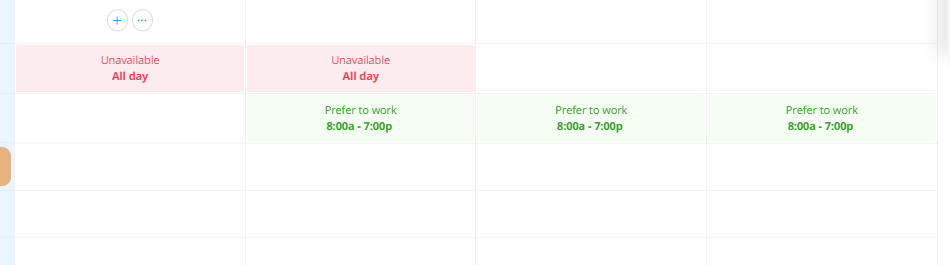 Unavailable
All day
Unavailable
All day
Prefer to work
8:00a - 7:00p
Prefer to work
8:00a - 7:00p
Prefer to work
8:00a - 7:00p